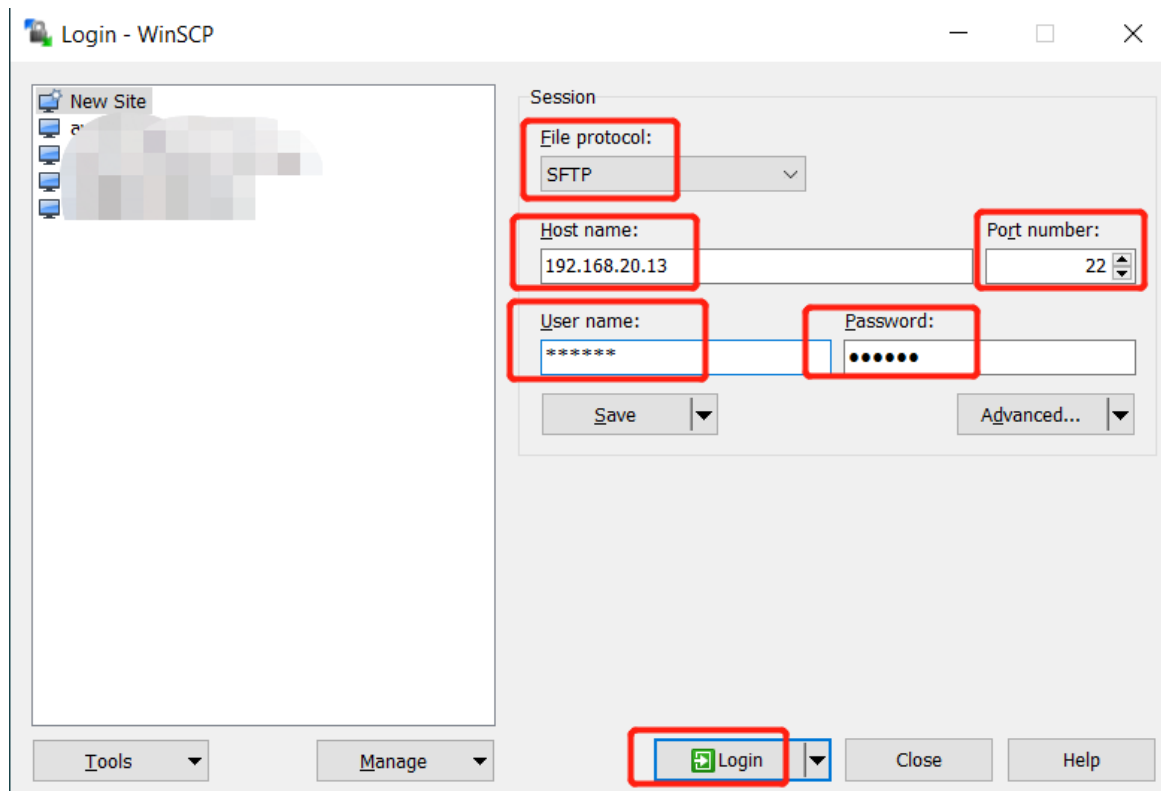 Login - WinSCP
New Site
Session
File protocol:
SFTP
Host name:
Port number:
192.168.20.13
22
User name:
Password:
******
●●●●●●
Save
Advanced...
Tools
Manage
Login
Close
Help